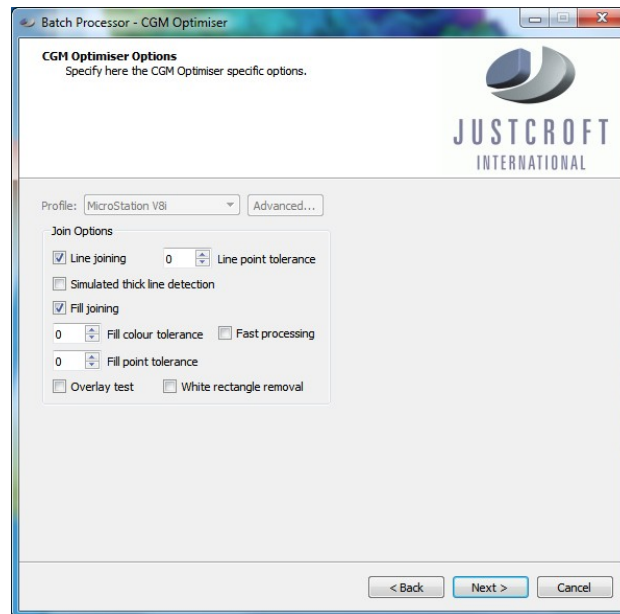 Batch Processor - CGM Optimiser
CGM Optimiser Options
Specify here the CGM Optimiser specific options.
JUSTCROFT
INTERNATIONAL
Profile: MicroStation V8i Advanced...
Join Options
Line joining 0 Line point tolerance
Simulated thick line detection
Fill joining
0 Fill colour tolerance Fast processing
0 Fill point tolerance
Overlay test White rectangle removal
< Back Next > Cancel